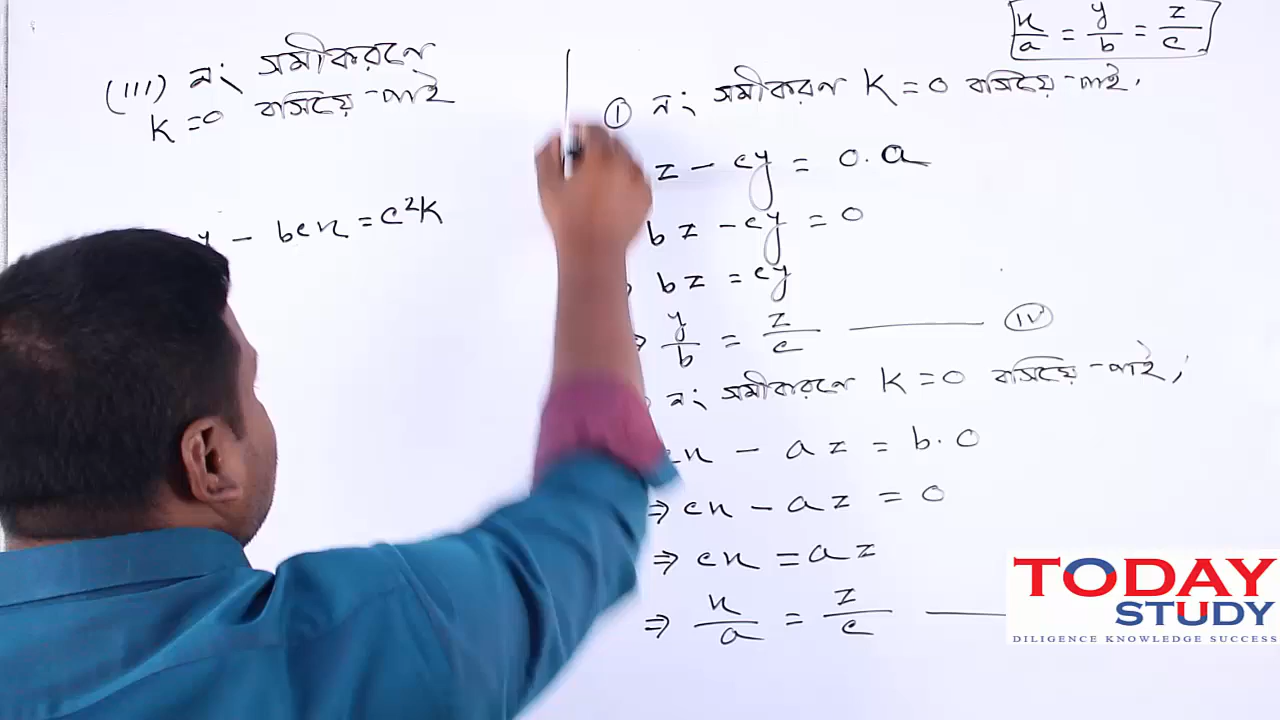 (III) নং সমীকরণে
K = 0 বসিয়ে পাই
y - bcx = c²K
x/a = y/b = z/c
① নং সমীকরণ K = 0 বসিয়ে পাই,
z - cy = 0.a
bz - cy = 0
bz = cy
y/b = z/c —— (IV)
নং সমীকরণে K = 0 বসিয়ে পাই,
cx - az = b.0
⇒ cx - az = 0
⇒ cx = az
⇒ x/a = z/c ——
TODAY
STUDY
DILIGENCE KNOWLEDGE SUCCESS